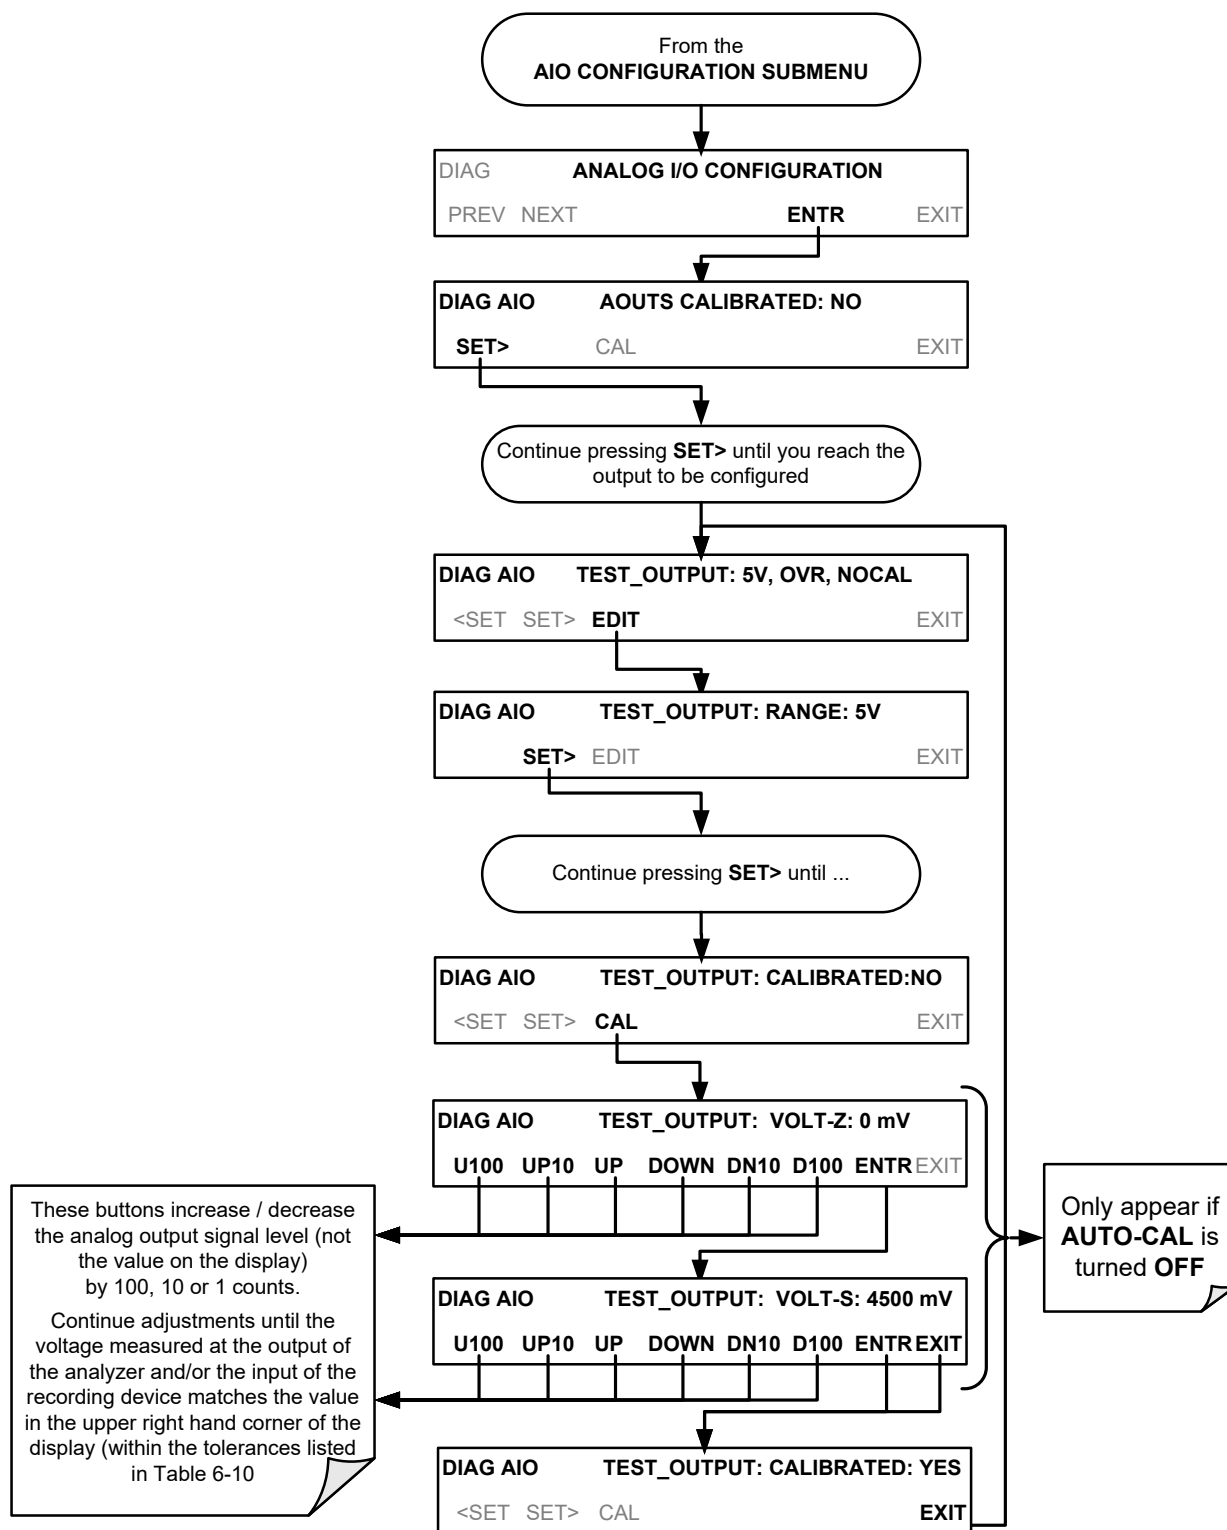 From the
AIO CONFIGURATION SUBMENU
DIAG ANALOG I/O CONFIGURATION
PREV NEXT ENTR EXIT
DIAG AIO AOUTS CALIBRATED: NO
SET> CAL EXIT
Continue pressing SET> until you reach the
output to be configured
DIAG AIO TEST_OUTPUT: 5V, OVR, NOCAL
<SET SET> EDIT EXIT
DIAG AIO TEST_OUTPUT: RANGE: 5V
SET> EDIT EXIT
Continue pressing SET> until ...
DIAG AIO TEST_OUTPUT: CALIBRATED:NO
<SET SET> CAL EXIT
DIAG AIO TEST_OUTPUT: VOLT-Z: 0 mV
U100 UP10 UP DOWN DN10 D100 ENTR EXIT
These buttons increase / decrease
the analog output signal level (not
the value on the display)
by 100, 10 or 1 counts.
Continue adjustments until the
voltage measured at the output of
the analyzer and/or the input of the
recording device matches the value
in the upper right hand corner of the
display (within the tolerances listed
in Table 6-10
Only appear if
AUTO-CAL is
turned OFF
DIAG AIO TEST_OUTPUT: VOLT-S: 4500 mV
U100 UP10 UP DOWN DN10 D100 ENTR EXIT
DIAG AIO TEST_OUTPUT: CALIBRATED: YES
<SET SET> CAL EXIT